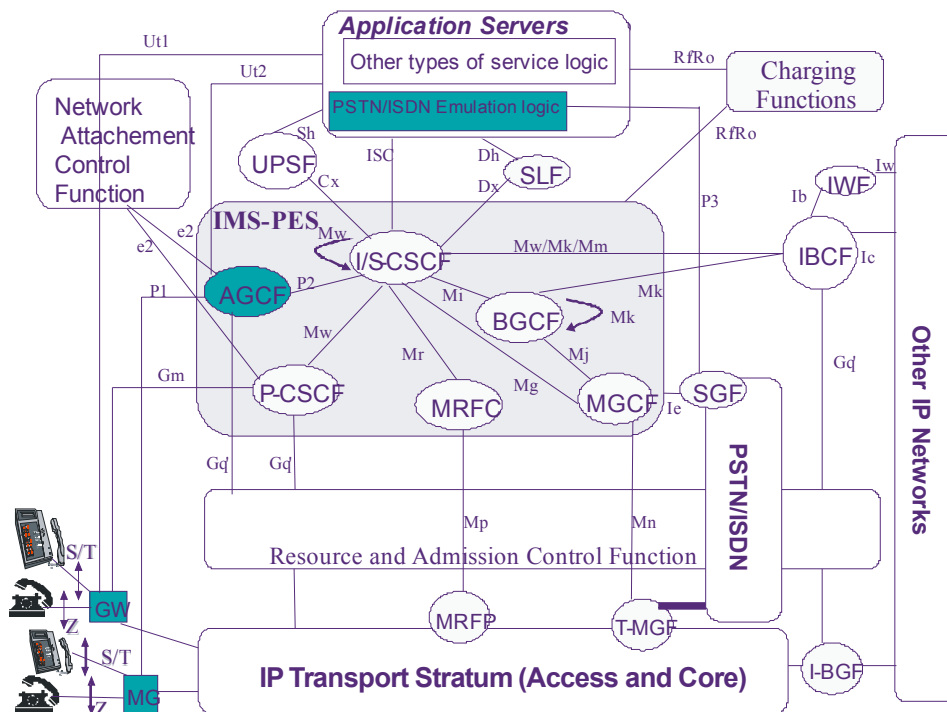 Application Servers
Ut1
Other types of service logic
Rf/Ro
Ut2
Charging
Functions
Network
Attachement
Control
Function
PSTN/ISDN Emulation logic
Rf/Ro
Sh
ISC
Dh
UPSF
SLF
Iw
IWF
Cx
Dx
Ib
P3
IMS-PES
e2
Mw
Mw/Mk/Mm
e2
I/S-CSCF
IBCF
Ic
P1
AGCF
P2
Mi
Mk
BGCF
Mk
Mw
Mr
Mj
Gq'
Gm
P-CSCF
Mg
MRFC
MGCF
Ie
SGF
Other IP Networks
Gq'
Gq'
PSTN/ISDN
Mp
Mn
S/T
Resource and Admission Control Function
GW
Z
MRFP
T-MGF
S/T
IP Transport Stratum (Access and Core)
I-BGF
MG
Z